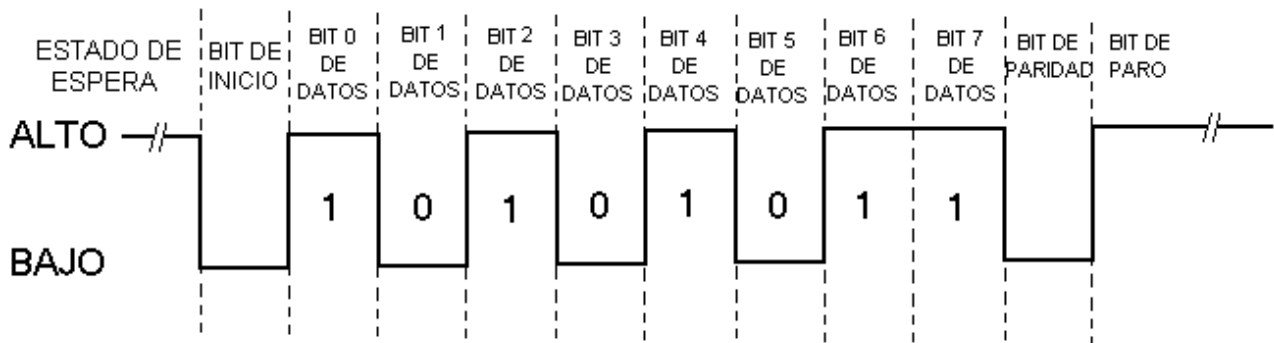 ESTADO DE
ESPERA
BIT DE
INICIO
BIT 0
DE
DATOS
BIT 1
DE
DATOS
BIT 2
DE
DATOS
BIT 3
DE
DATOS
BIT 4
DE
DATOS
BIT 5
DE
DATOS
BIT 6
DE
DATOS
BIT 7
DE
DATOS
BIT DE
PARIDAD
BIT DE
PARO
ALTO
1 0 1 0 1 0 1 1
BAJO